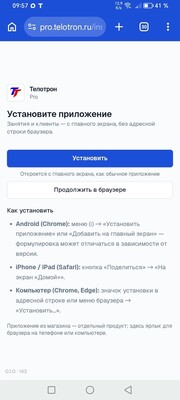 09:57
41 %
pro.telotron.ru/ins
Телотрон
Pro
Установите приложение
Занятия и клиенты — с главного экрана, без адресной
строки браузера.
Установить
Откроется с главного экрана, как обычное приложение
Продолжить в браузере
Как установить
• Android (Chrome): меню (⋮) → «Установить
приложение» или «Добавить на главный экран» —
формулировка может отличаться в зависимости от
версии.
• iPhone / iPad (Safari): кнопка «Поделиться» → «На
экран «Домой»».
• Компьютер (Chrome, Edge): значок установки в
адресной строке или меню браузера →
«Установить…».
Приложение из магазина — отдельный продукт; здесь ярлык для
браузера на телефоне или компьютере.